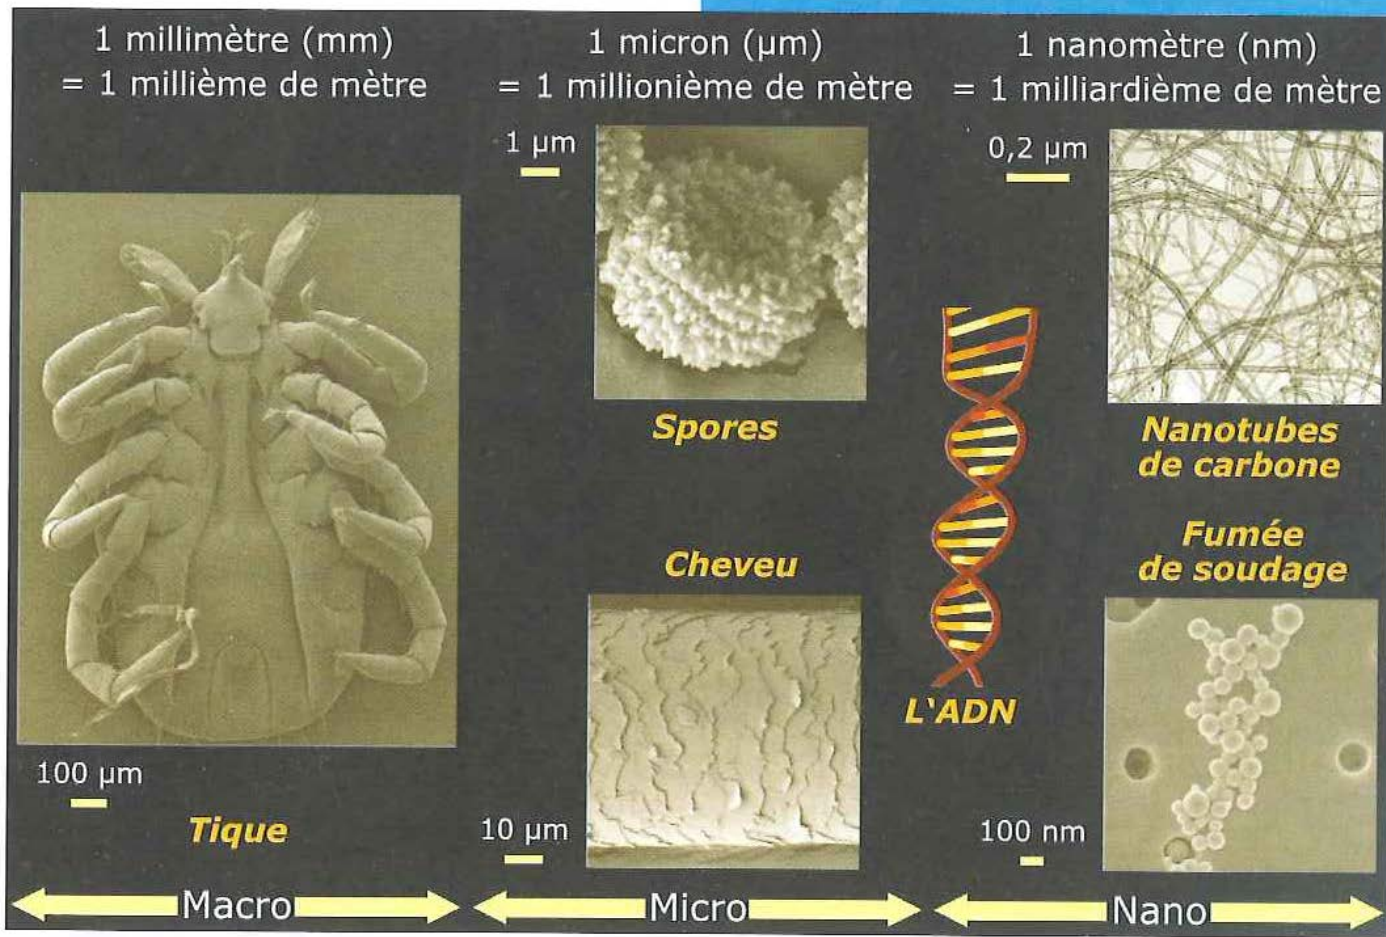 1 millimètre (mm)
= 1 millième de mètre
100 µm
Tique
Macro
1 micron (µm)
= 1 millionième de mètre
1 µm
Spores
Cheveu
10 µm
Micro
1 nanomètre (nm)
= 1 milliardième de mètre
0,2 µm
Nanotubes
de carbone
L'ADN
Fumée
de soudage
100 nm
Nano